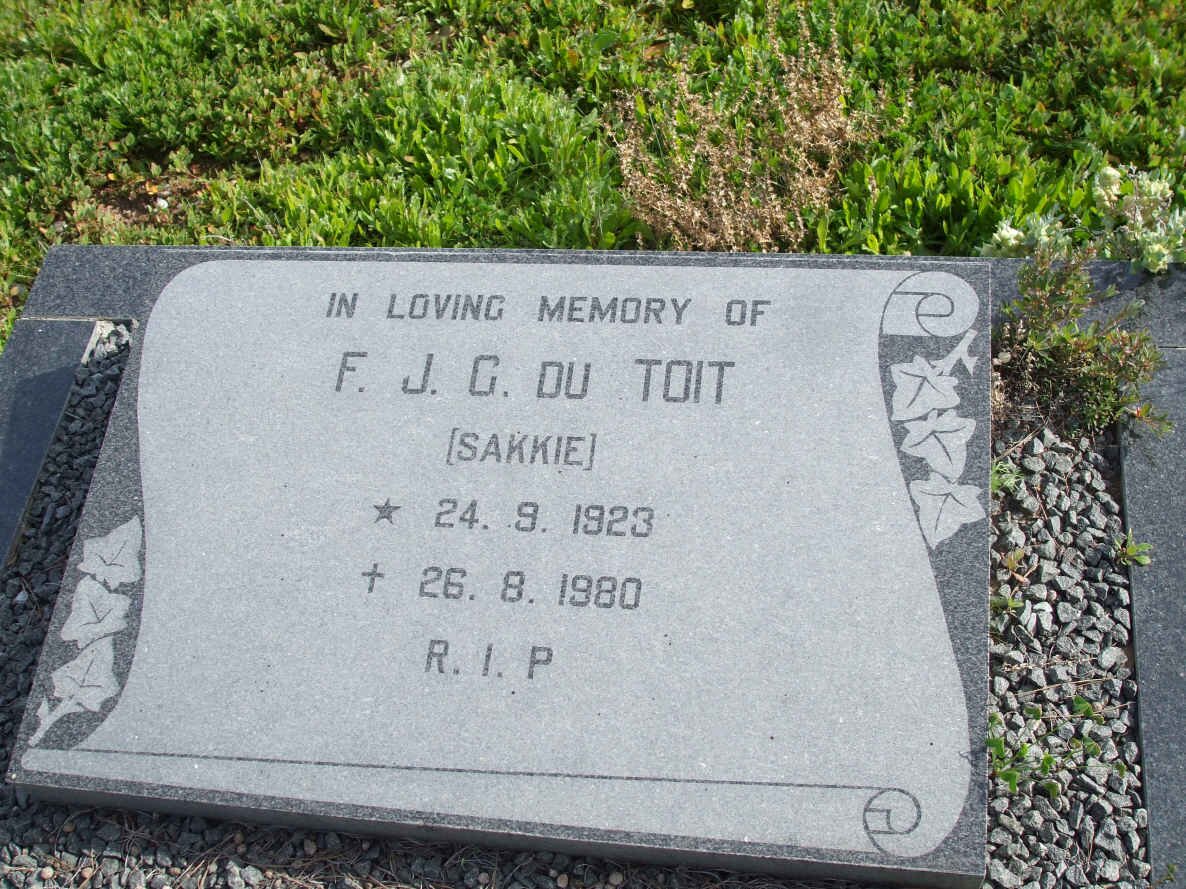 IN LOVING MEMORY OF
F. J. G. DU TOIT
[SAKKIE]
★ 24. 9. 1923
✝ 26. 8. 1980
R. I. P